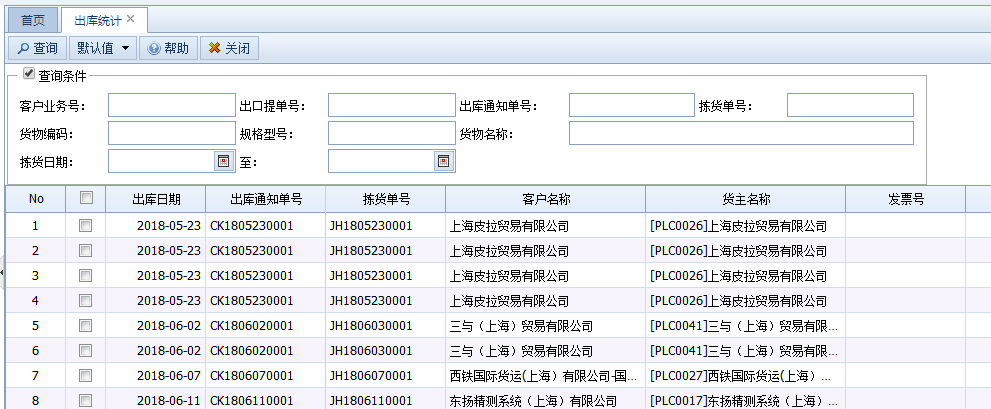 首页 出库统计
查询 默认值 帮助 关闭
查询条件
客户业务号： 出口提单号： 出库通知单号： 拣货单号：
货物编码： 规格型号： 货物名称：
拣货日期： 至：
No 出库日期 出库通知单号 拣货单号 客户名称 货主名称 发票号
1 2018-05-23 CK1805230001 JH1805230001 上海皮拉贸易有限公司 [PLC0026]上海皮拉贸易有限公司
2 2018-05-23 CK1805230001 JH1805230001 上海皮拉贸易有限公司 [PLC0026]上海皮拉贸易有限公司
3 2018-05-23 CK1805230001 JH1805230001 上海皮拉贸易有限公司 [PLC0026]上海皮拉贸易有限公司
4 2018-05-23 CK1805230001 JH1805230001 上海皮拉贸易有限公司 [PLC0026]上海皮拉贸易有限公司
5 2018-06-02 CK1806020001 JH1806030001 三与（上海）贸易有限公司 [PLC0041]三与（上海）贸易有限...
6 2018-06-02 CK1806020001 JH1806030001 三与（上海）贸易有限公司 [PLC0041]三与（上海）贸易有限...
7 2018-06-07 CK1806070001 JH1806070001 西铁国际货运(上海）有限公司-国... [PLC0027]西铁国际货运(上海）...
8 2018-06-11 CK1806110001 JH1806110001 东扬精测系统（上海）有限公司 [PLC0017]东扬精测系统（上海）...